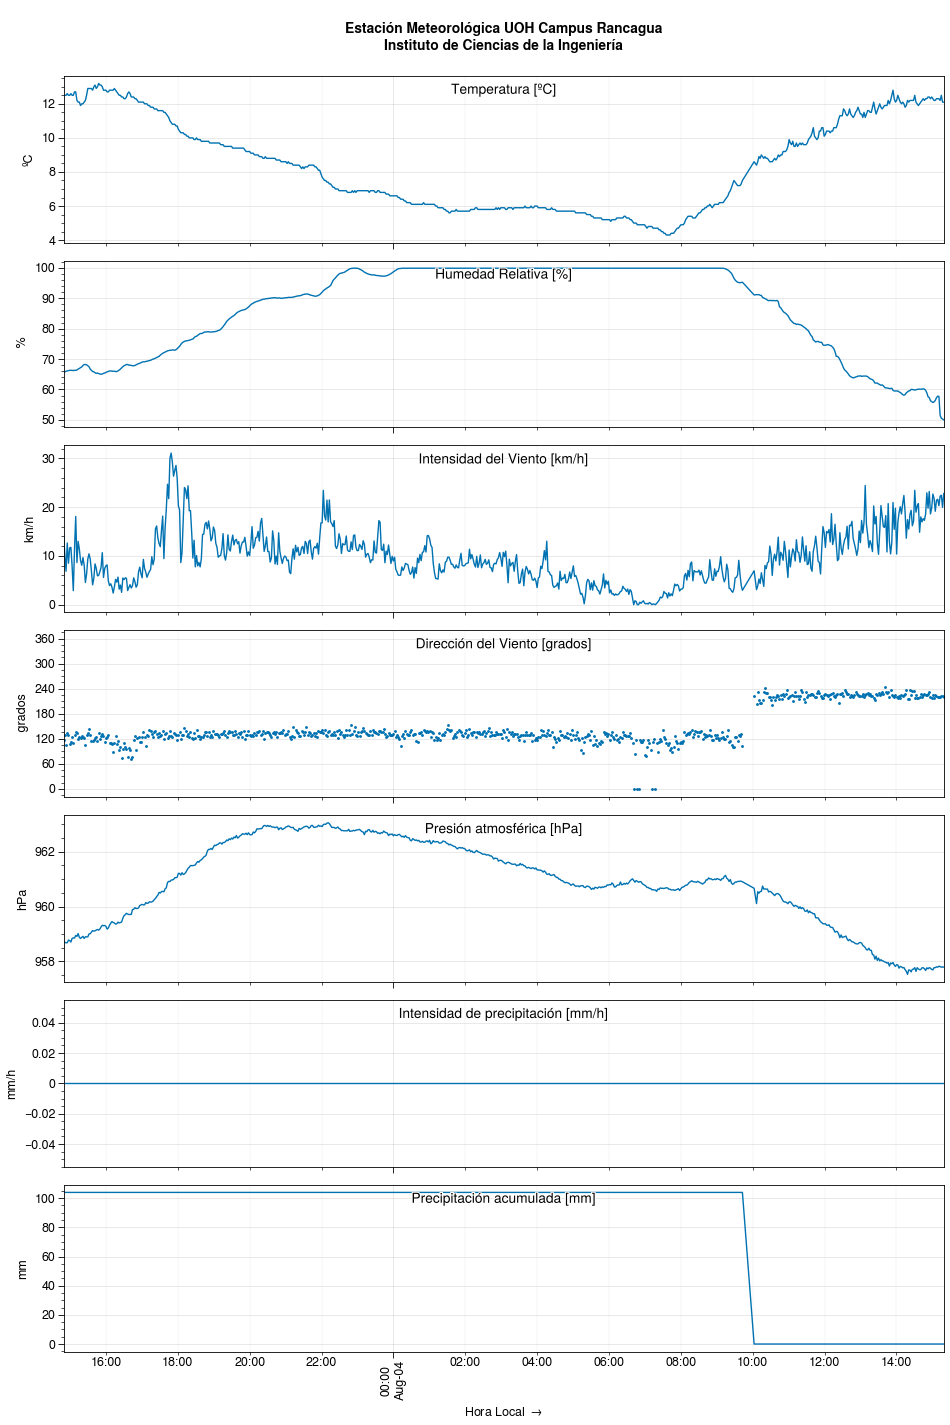 Estación Meteorológica UOH Campus Rancagua
Instituto de Ciencias de la Ingeniería
Temperatura [ºC]
ºC
12
10
8
6
4
Humedad Relativa [%]
%
100
90
80
70
60
50
Intensidad del Viento [km/h]
km/h
30
20
10
0
Dirección del Viento [grados]
grados
360
300
240
180
120
60
0
Presión atmosférica [hPa]
hPa
962
960
958
Intensidad de precipitación [mm/h]
mm/h
0.04
0.02
0
−0.02
−0.04
Precipitación acumulada [mm]
mm
100
80
60
40
20
0
16:00 18:00 20:00 22:00 00:00 02:00 04:00 06:00 08:00 10:00 12:00 14:00
Aug-04
Hora Local →